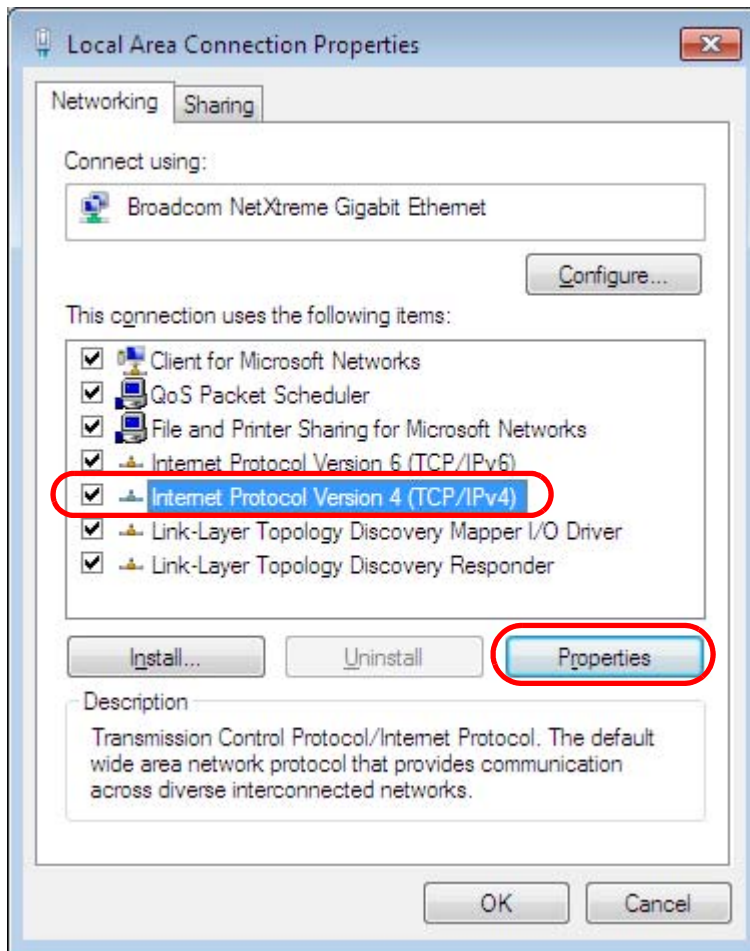 Local Area Connection Properties
Networking
Sharing
Connect using:
Broadcom NetXtreme Gigabit Ethernet
Configure...
This connection uses the following items:
Client for Microsoft Networks
QoS Packet Scheduler
File and Printer Sharing for Microsoft Networks
Internet Protocol Version 6 (TCP/IPv6)
Internet Protocol Version 4 (TCP/IPv4)
Link-Layer Topology Discovery Mapper I/O Driver
Link-Layer Topology Discovery Responder
Install...
Uninstall
Properties
Description
Transmission Control Protocol/Internet Protocol. The default
wide area network protocol that provides communication
across diverse interconnected networks.
OK
Cancel